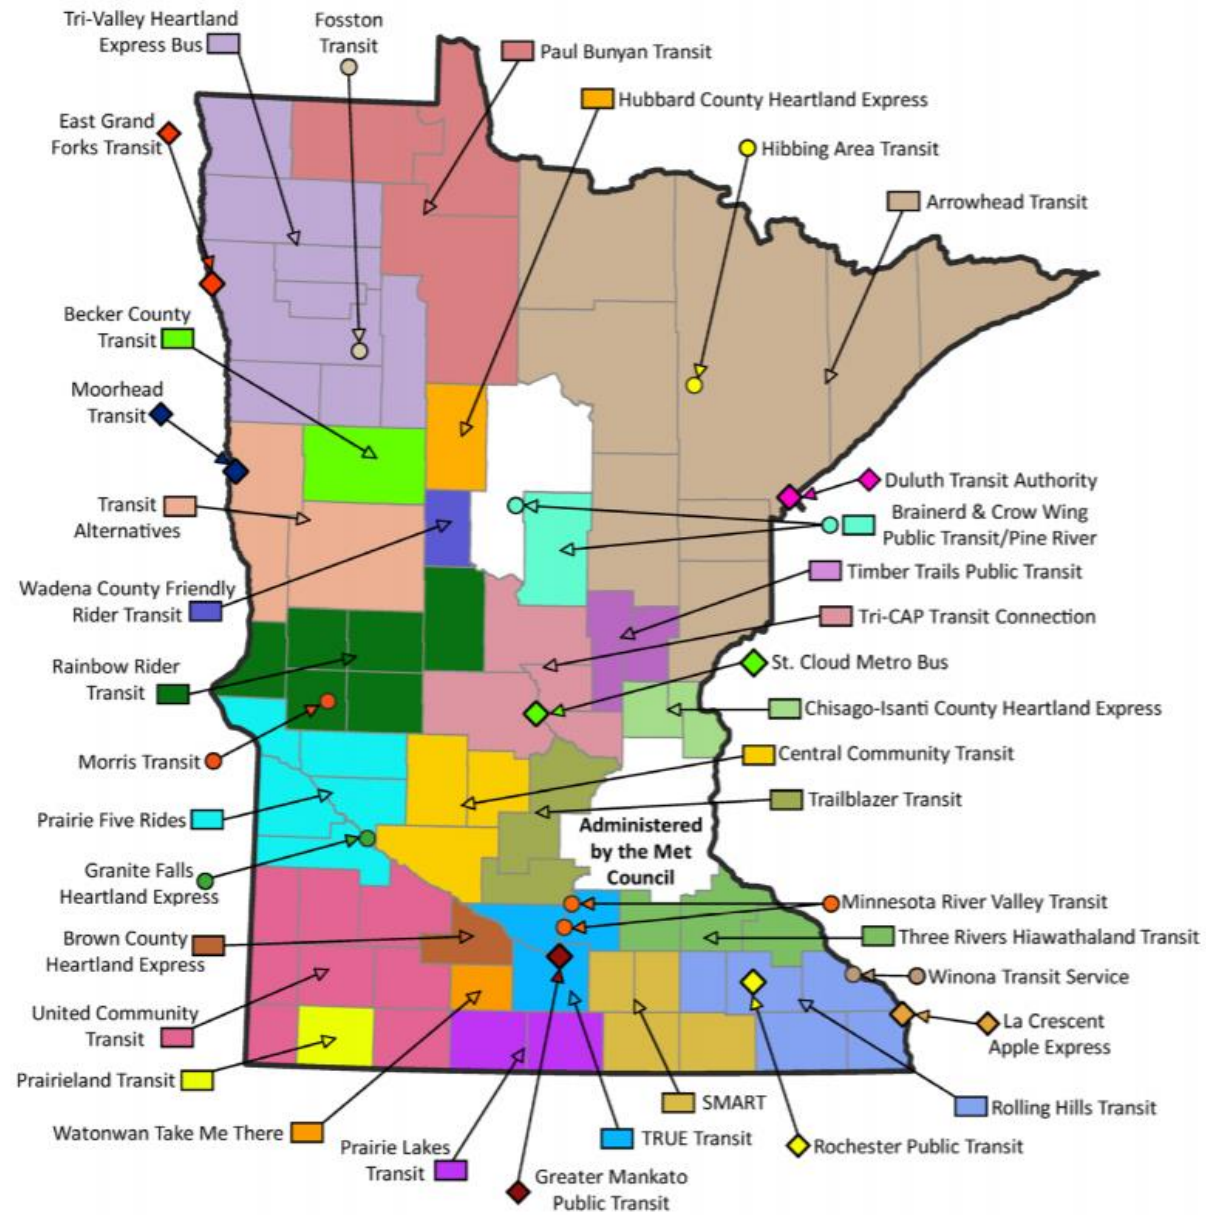 Tri-Valley Heartland
Express Bus
Fosston
Transit
Paul Bunyan Transit
Hubbard County Heartland Express
East Grand
Forks Transit
Hibbing Area Transit
Arrowhead Transit
Becker County
Transit
Moorhead
Transit
Duluth Transit Authority
Transit
Alternatives
Brainerd & Crow Wing
Public Transit/Pine River
Timber Trails Public Transit
Wadena County Friendly
Rider Transit
Tri-CAP Transit Connection
Rainbow Rider
Transit
St. Cloud Metro Bus
Chisago-Isanti County Heartland Express
Morris Transit
Central Community Transit
Trailblazer Transit
Prairie Five Rides
Administered
by the Met
Council
Granite Falls
Heartland Express
Minnesota River Valley Transit
Brown County
Heartland Express
Three Rivers Hiawathaland Transit
Winona Transit Service
United Community
Transit
La Crescent
Apple Express
Prairieland Transit
SMART
Rolling Hills Transit
Watonwan Take Me There
TRUE Transit
Rochester Public Transit
Prairie Lakes
Transit
Greater Mankato
Public Transit